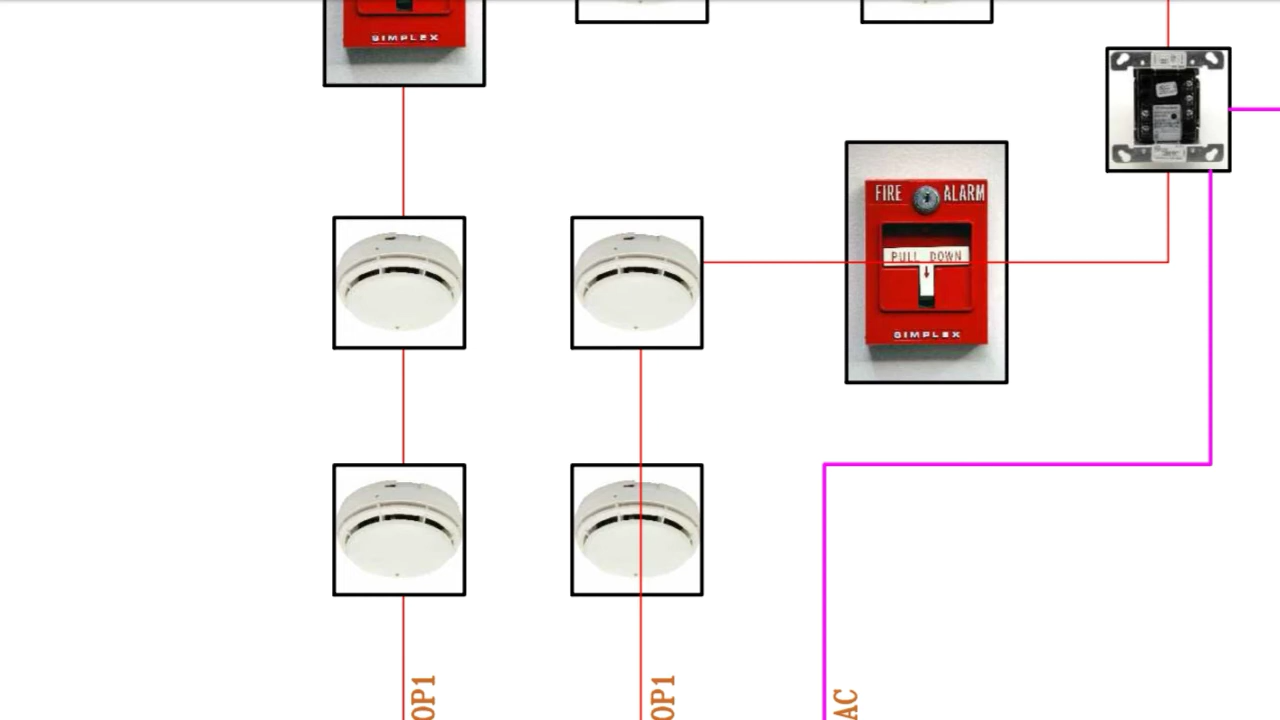 SIMPLEX
FIRE ALARM
PULL DOWN
SIMPLEX
OP1
OP1
AC